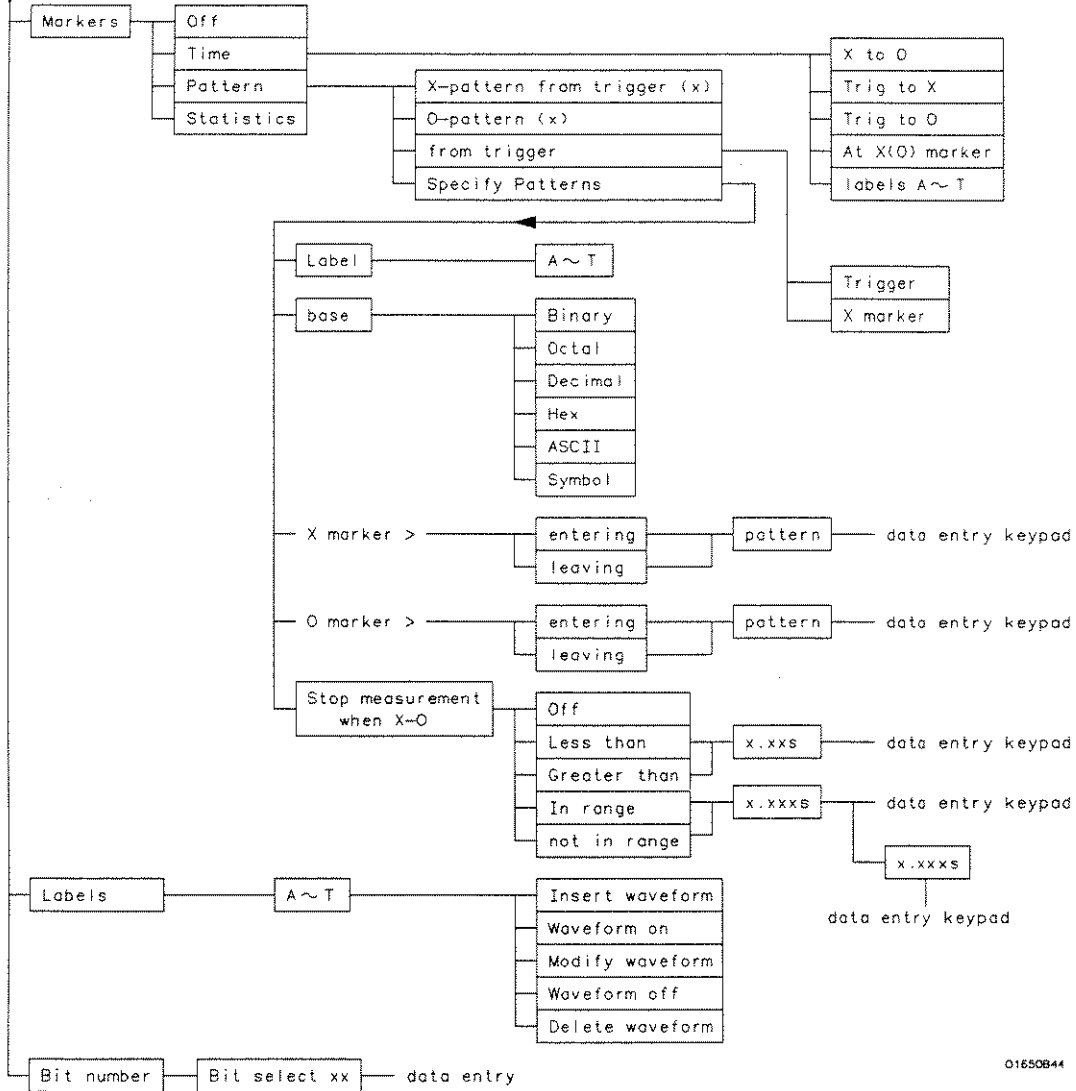 Markers
Off
Time
Pattern
Statistics
X-pattern from trigger (x)
O-pattern (x)
from trigger
Specify Patterns
X to O
Trig to X
Trig to O
At X(O) marker
labels A~T
Trigger
X marker
Label
A~T
base
Binary
Octal
Decimal
Hex
ASCII
Symbol
X marker >
entering
leaving
pattern
data entry keypad
O marker >
entering
leaving
pattern
data entry keypad
Stop measurement
when X-O
Off
Less than
Greater than
In range
not in range
x.xxs
data entry keypad
x.xxxs
data entry keypad
x.xxxs
data entry keypad
Labels
A~T
Insert waveform
Waveform on
Modify waveform
Waveform off
Delete waveform
Bit number
Bit select xx
data entry
01650B44